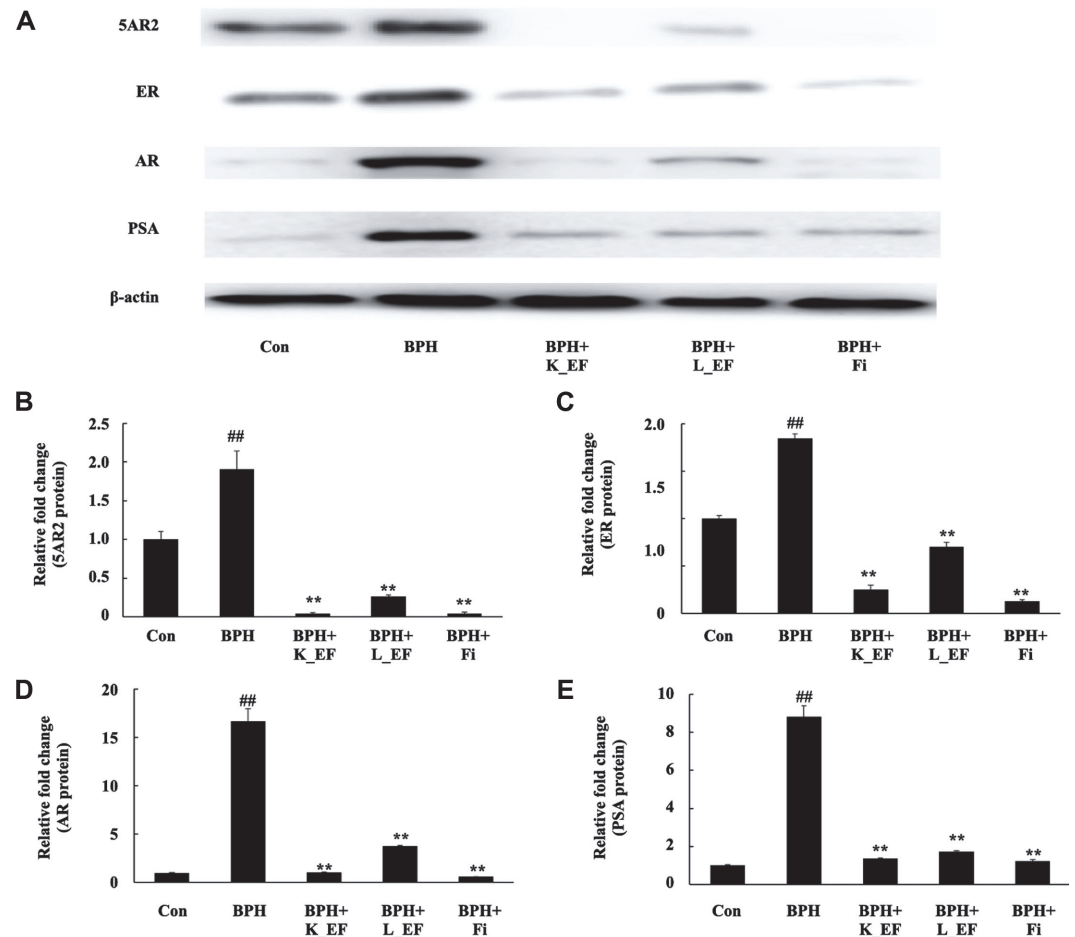 A
5AR2
ER
AR
PSA
β-actin
Con BPH BPH+ BPH+ BPH+
K_EF L_EF Fi
B
Relative fold change
(5AR2 protein)
2.5
2.0
1.0
0.5
0
##
**
**
**
Con BPH BPH+ BPH+ BPH+
K_EF L_EF Fi
C
Relative fold change
(ER protein)
2.0
1.5
1.0
0
##
**
**
**
Con BPH BPH+ BPH+ BPH+
K_EF L_EF Fi
D
Relative fold change
(AR protein)
20
15
10
5
0
##
**
**
**
Con BPH BPH+ BPH+ BPH+
K_EF L_EF Fi
E
Relative fold change
(PSA protein)
10
8
6
4
2
0
##
**
**
**
Con BPH BPH+ BPH+ BPH+
K_EF L_EF Fi